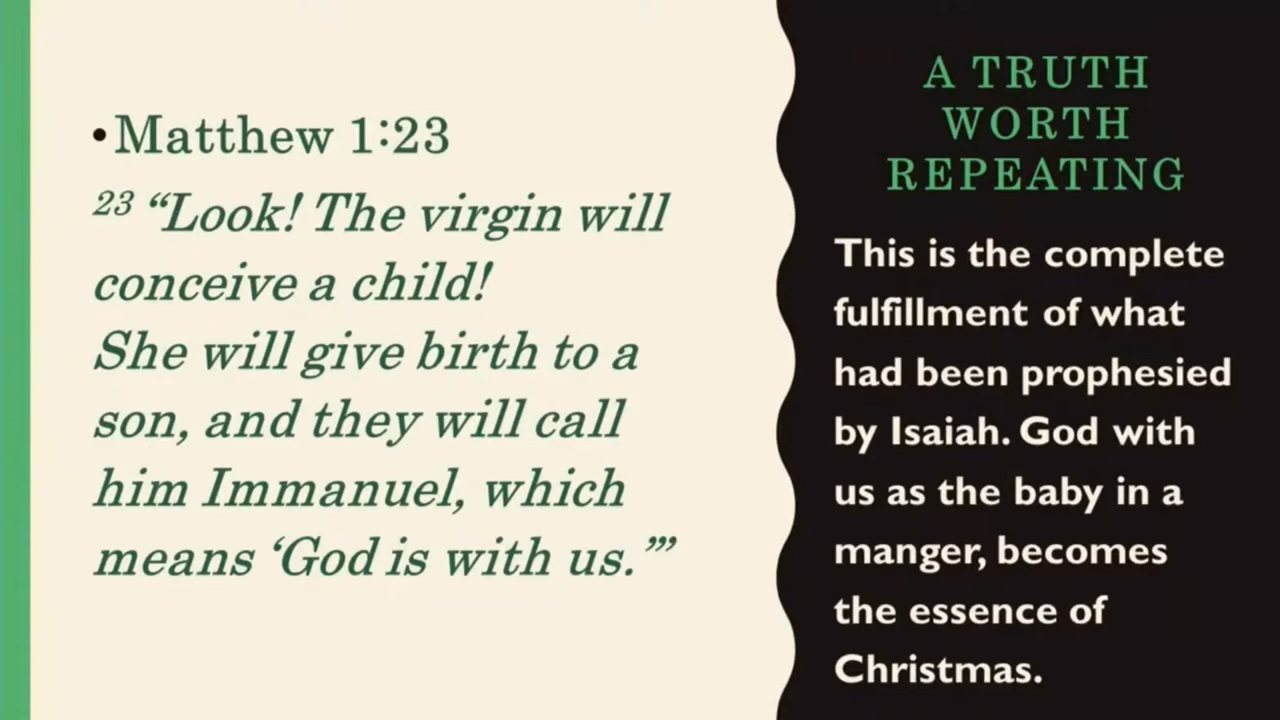 •Matthew 1:23
23 “Look! The virgin will
conceive a child!
She will give birth to a
son, and they will call
him Immanuel, which
means ‘God is with us.’”
A TRUTH
WORTH
REPEATING
This is the complete
fulfillment of what
had been prophesied
by Isaiah. God with
us as the baby in a
manger, becomes
the essence of
Christmas.